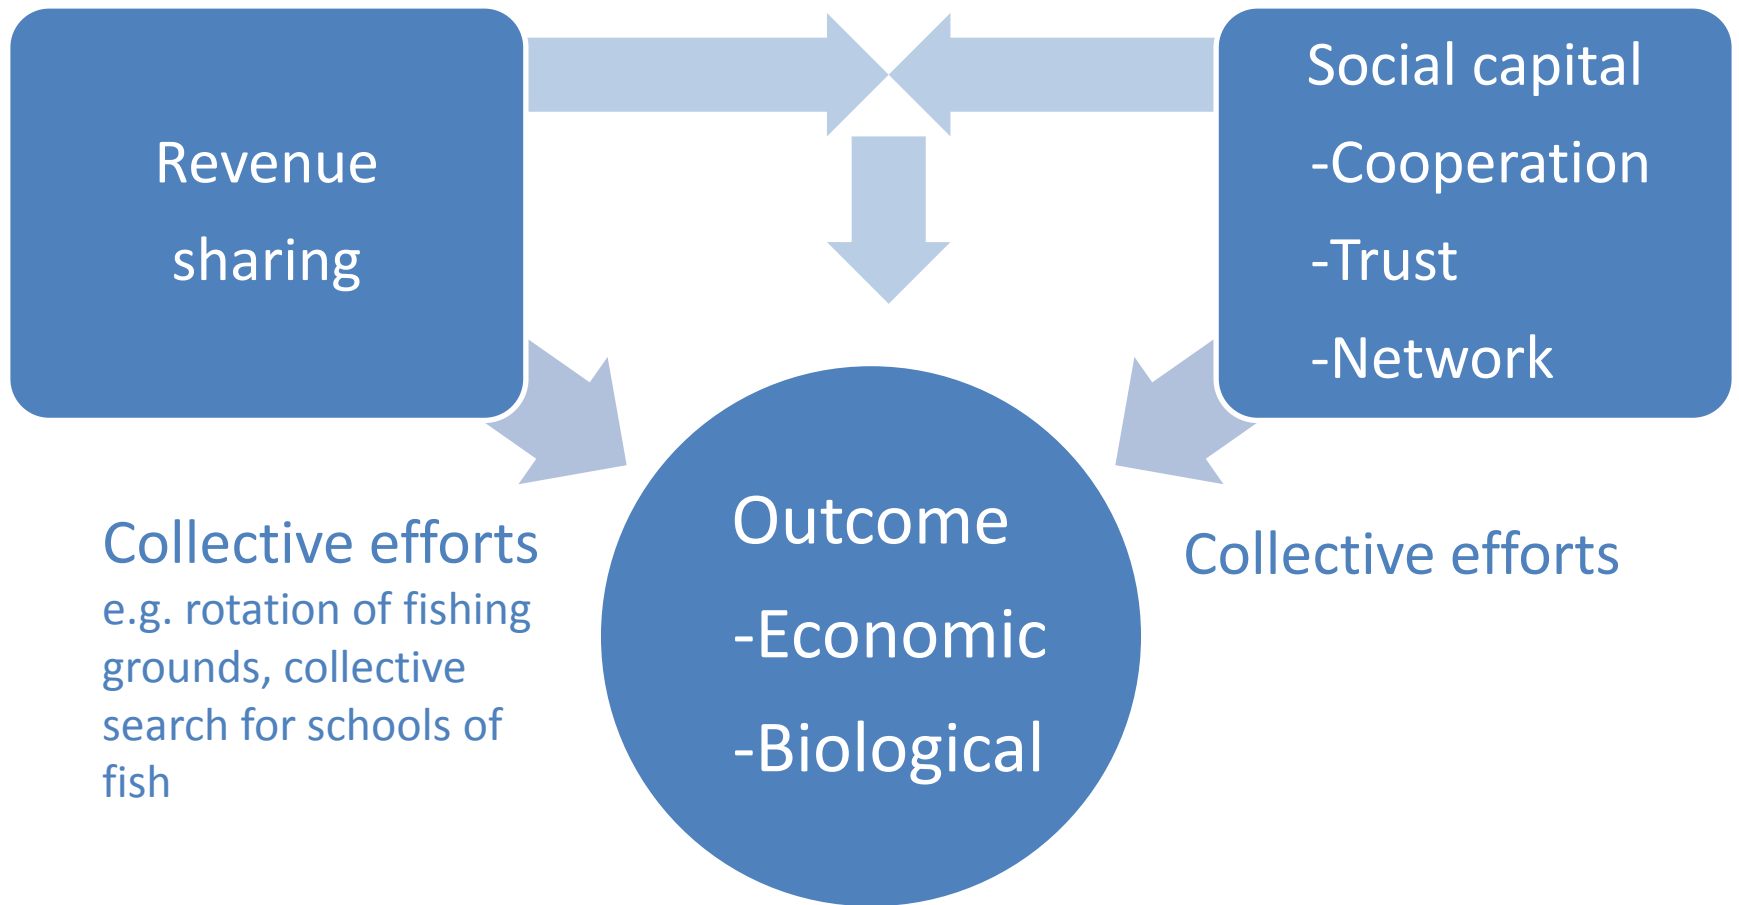 Revenue
sharing
Social capital
-Cooperation
-Trust
-Network
Collective efforts
e.g. rotation of fishing
grounds, collective
search for schools of
fish
Outcome
-Economic
-Biological
Collective efforts